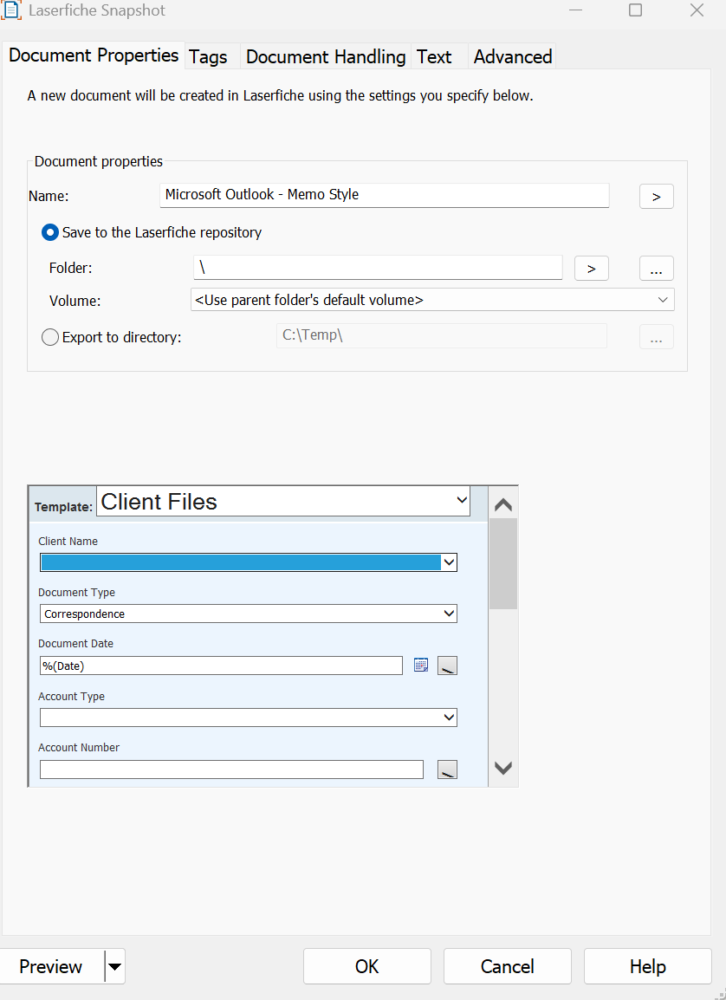 Laserfiche Snapshot
Document Properties Tags Document Handling Text Advanced
A new document will be created in Laserfiche using the settings you specify below.
Document properties
Name: Microsoft Outlook - Memo Style >
Save to the Laserfiche repository
Folder: \ > ...
Volume: <Use parent folder's default volume>
Export to directory: C:\Temp\ ...
Template: Client Files
Client Name
Document Type
Correspondence
Document Date
%(Date)
Account Type
Account Number
Preview OK Cancel Help